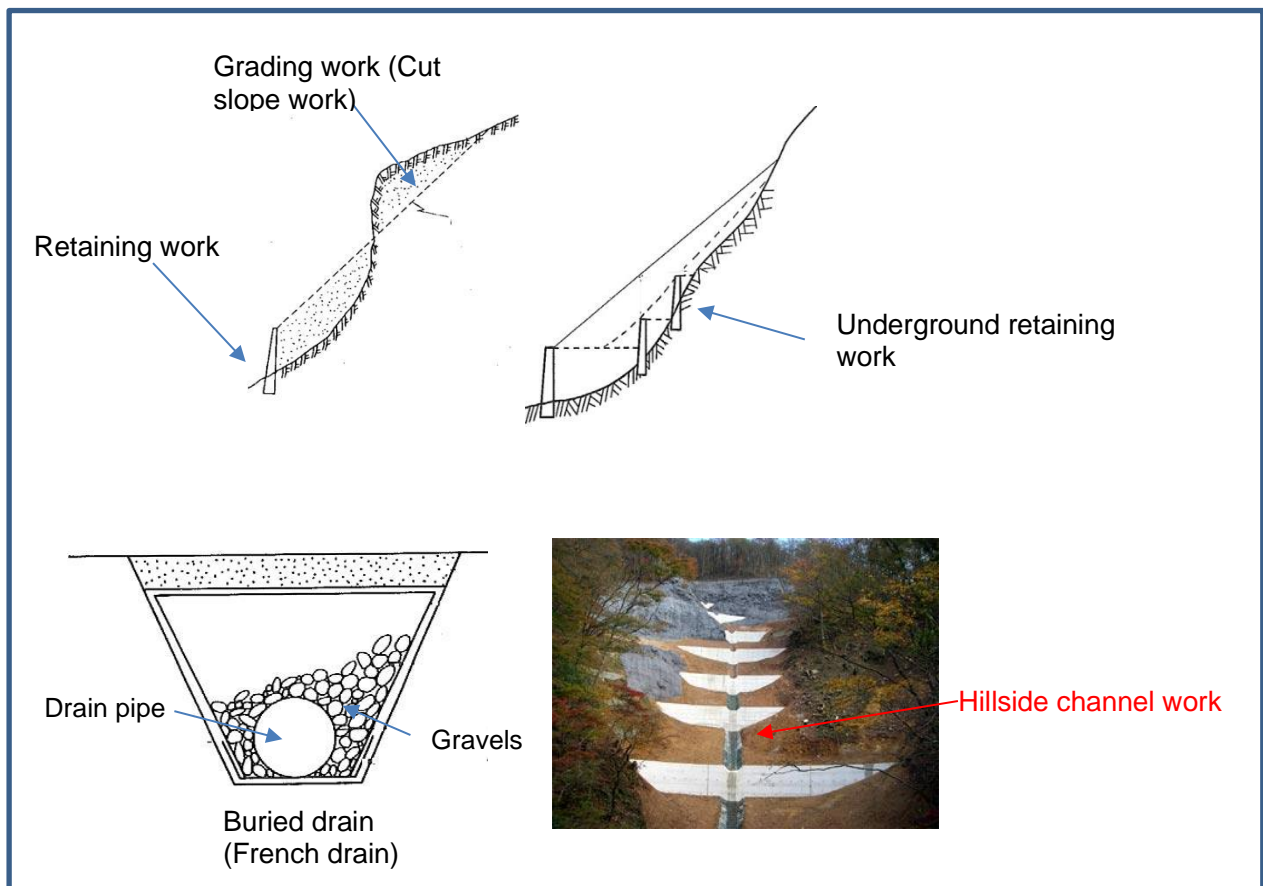 Grading work (Cut
slope work)
Retaining work
Underground retaining
work
Drain pipe
Gravels
Buried drain
(French drain)
Hillside channel work